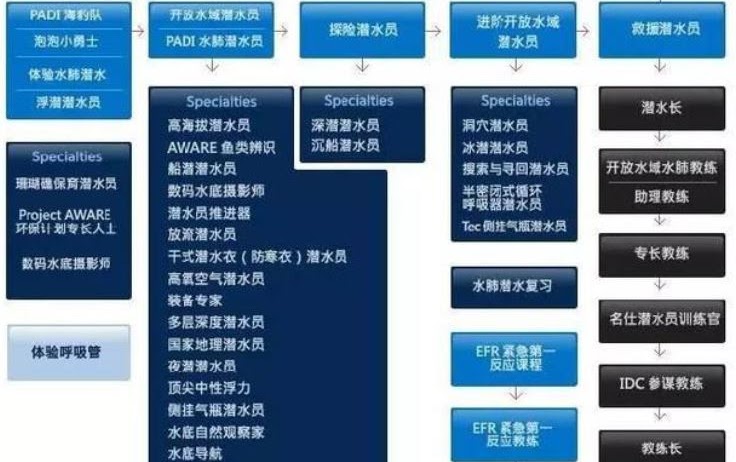 PADI 海豹队
泡泡小勇士
体验水肺潜水
浮潜潜水员
开放水域潜水员
PADI 水肺潜水员
探险潜水员
进阶开放水域
潜水员
救援潜水员
Specialties
珊瑚礁保育潜水员
Project AWARE
环保计划专长人士
数码水底摄影师
体验呼吸管
Specialties
高海拔潜水员
AWARE 鱼类辨识
船潜潜水员
数码水底摄影师
潜水员推进器
放流潜水员
干式潜水衣（防寒衣）潜水员
高氧空气潜水员
装备专家
多层深度潜水员
国家地理潜水员
夜潜潜水员
顶尖中性浮力
侧挂气瓶潜水员
水底自然观察家
水底导航
Specialties
深潜潜水员
沉船潜水员
Specialties
洞穴潜水员
冰潜潜水员
搜索与寻回潜水员
半密闭式循环
呼吸器潜水员
Tec 侧挂气瓶潜水员
水肺潜水复习
EFR 紧急第一
反应课程
EFR 紧急第一
反应教练
潜水长
开放水域水肺教练
助理教练
专长教练
名仕潜水员训练官
IDC 参谋教练
教练长